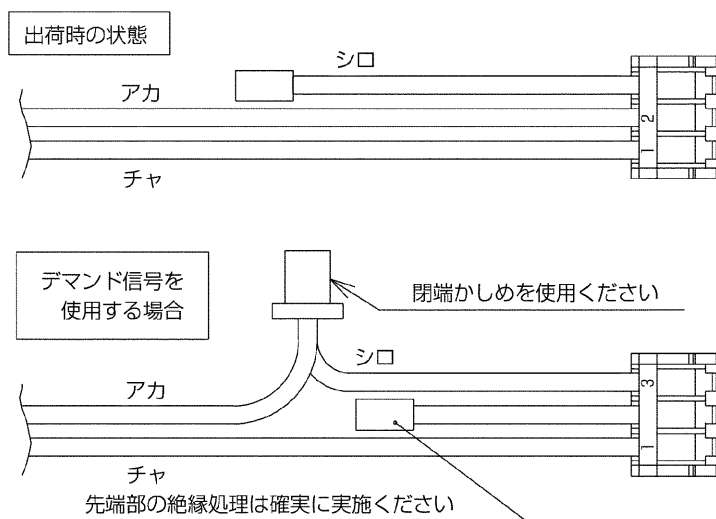 出荷時の状態
シロ
アカ
2
1
チャ
デマンド信号を
使用する場合
閉端かしめを使用ください
シロ
アカ
3
1
チャ
先端部の絶縁処理は確実に実施ください